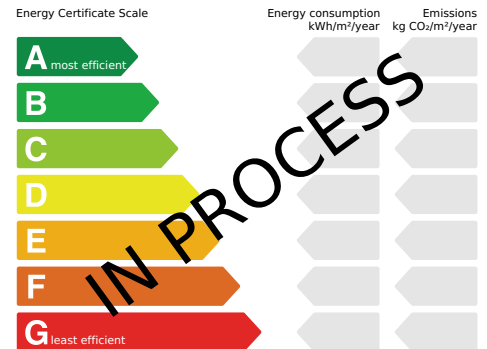 Energy Certificate Scale
Energy consumption
kWh/m²/year
Emissions
kg CO₂/m²/year
A most efficient
B
C
D
E
F
G least efficient
IN PROCESS